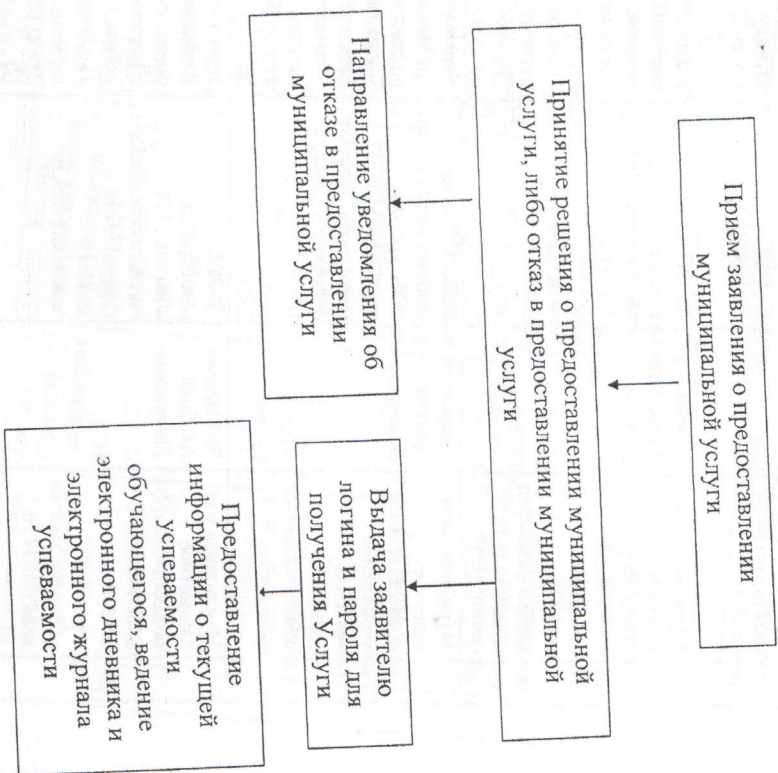 Прием заявления о предоставлении
муниципальной услуги
Принятие решения о предоставлении муниципальной
услуги, либо отказ в предоставлении муниципальной
услуги
Направление уведомления об
отказе в предоставлении
муниципальной услуги
Выдача заявителю
логина и пароля для
получения Услуги
Предоставление
информации о текущей
успеваемости
обучающегося, ведение
электронного дневника и
электронного журнала
успеваемости